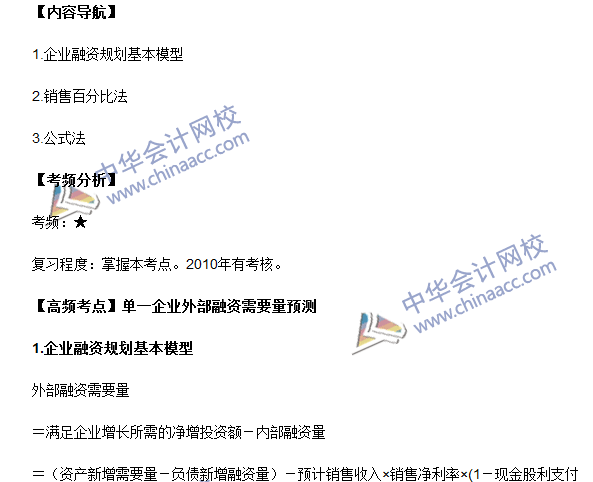 【内容导航】
1.企业融资规划基本模型
2.销售百分比法
3.公式法
【考频分析】
考频：★
复习程度：掌握本考点。2010年有考核。
【高频考点】单一企业外部融资需要量预测
1.企业融资规划基本模型
外部融资需要量
＝满足企业增长所需的净增投资额－内部融资量
＝（资产新增需要量－负债新增融资量）－预计销售收入×销售净利率×(1－现金股利支付
中华会计网校
www.chinaacc.com
中华会计网校
www.chinaacc.com